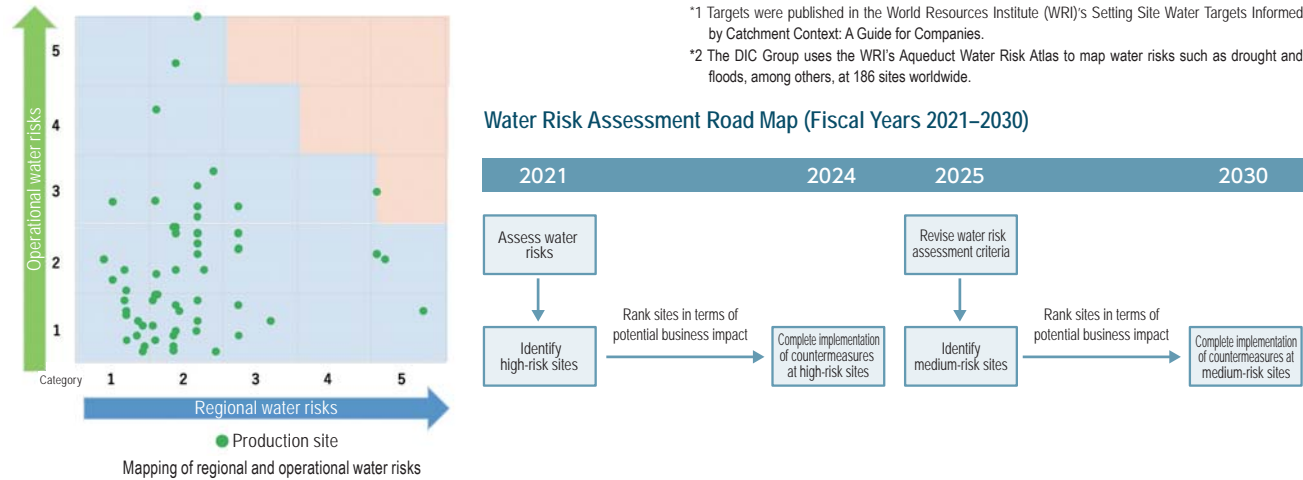 *1 Targets were published in the World Resources Institute (WRI)'s Setting Site Water Targets Informed
by Catchment Context: A Guide for Companies.
*2 The DIC Group uses the WRI's Aqueduct Water Risk Atlas to map water risks such as drought and
floods, among others, at 186 sites worldwide.
Operational water risks
5
4
3
2
1
Category 1 2 3 4 5
Regional water risks
Production site
Mapping of regional and operational water risks
Water Risk Assessment Road Map (Fiscal Years 2021–2030)
2021 2024 2025 2030
Assess water
risks
Identify
high-risk sites
Rank sites in terms of
potential business impact
Complete implementation
of countermeasures
at high-risk sites
Revise water risk
assessment criteria
Identify
medium-risk sites
Rank sites in terms of
potential business impact
Complete implementation
of countermeasures at
medium-risk sites